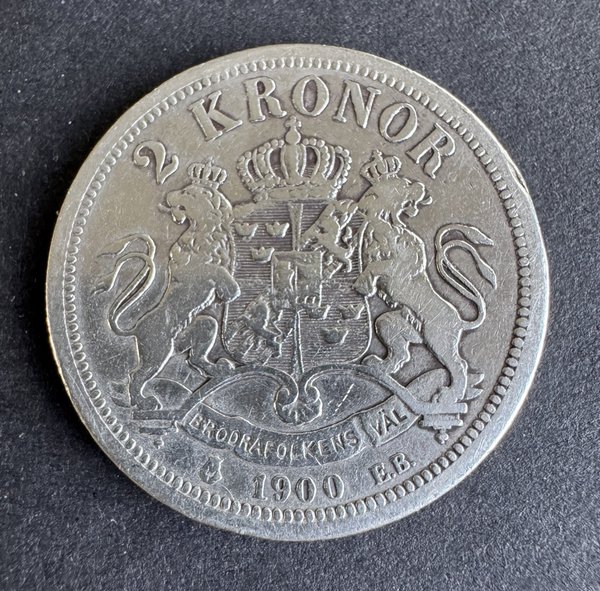 2 KRONOR
BRÖDRAFOLKENS VÄL
1900 E.B.